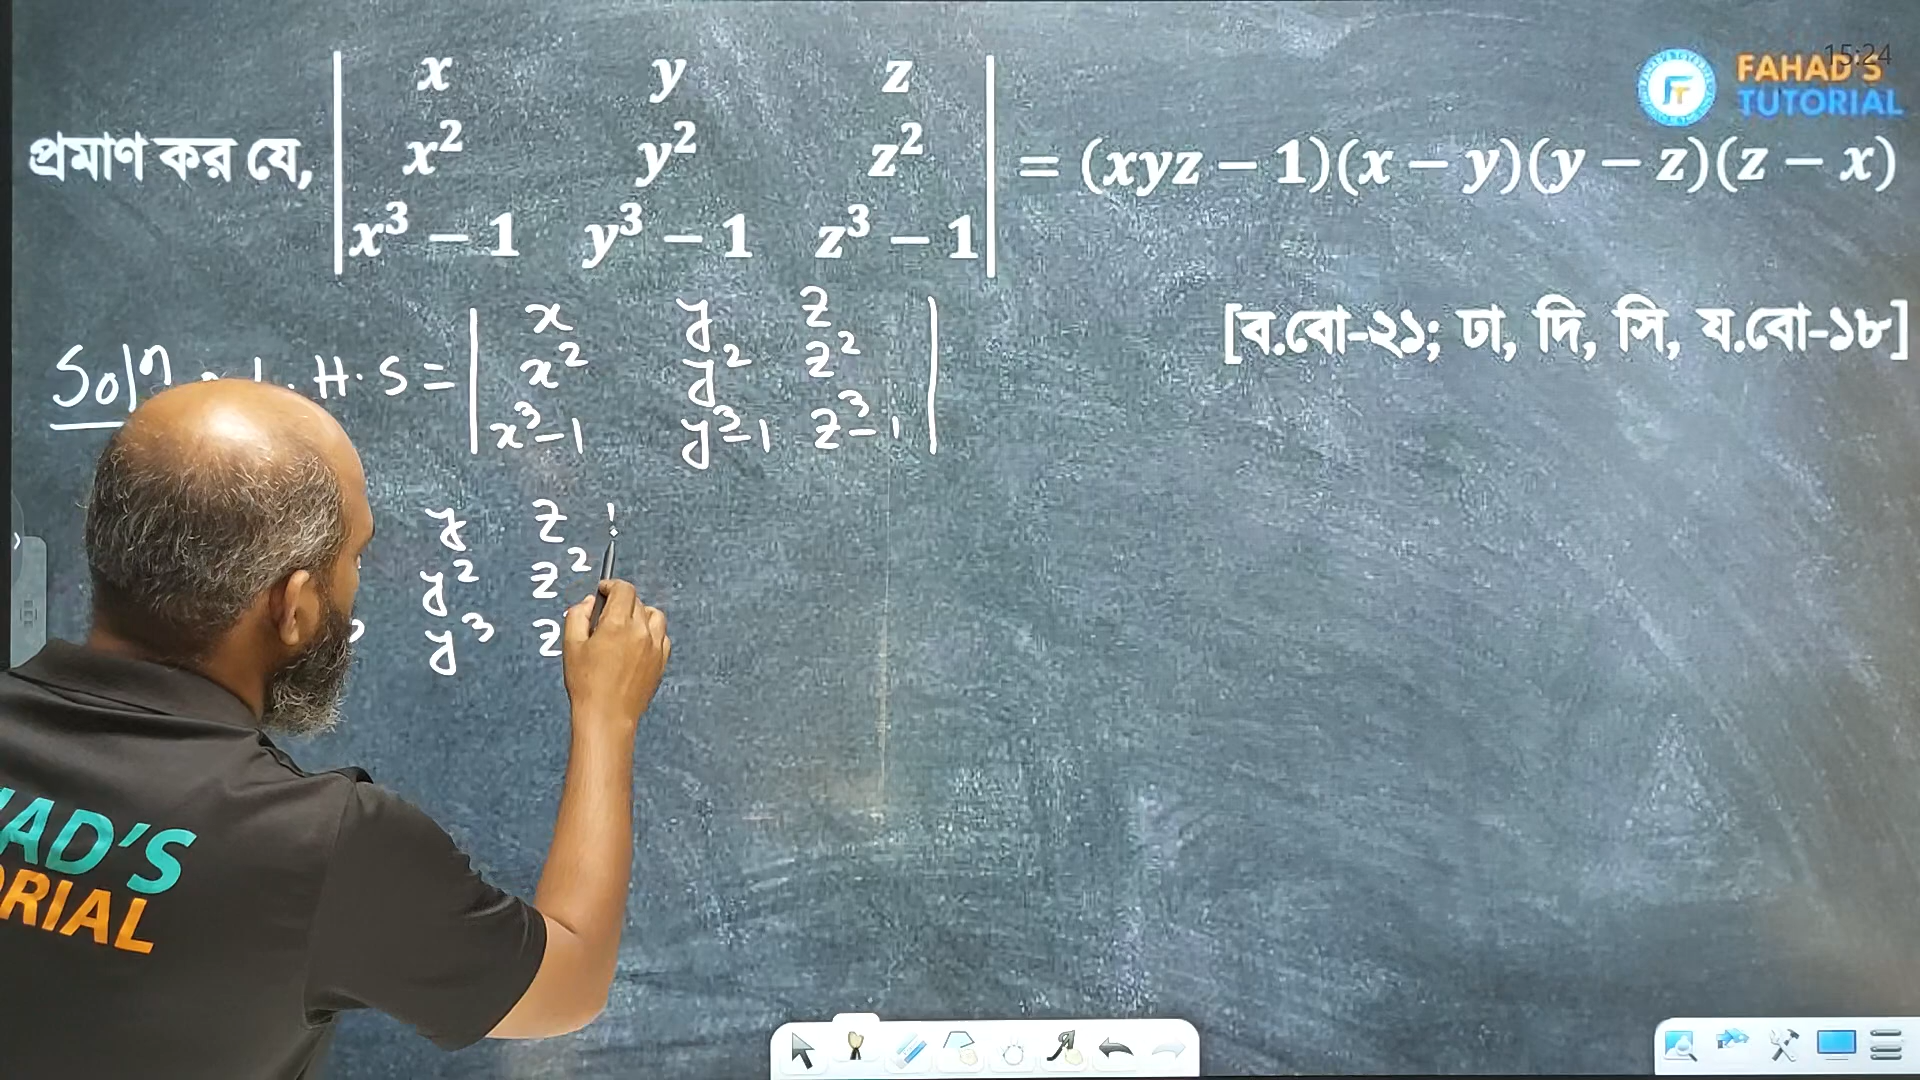 15:24
FAHAD'S
TUTORIAL
x y z
প্রমাণ কর যে, x² y² z² = (xyz − 1)(x − y)(y − z)(z − x)
x³ − 1 y³ − 1 z³ − 1
[ব.বো-২১; ঢা, দি, সি, য.বো-১৮]
x y z
Solⁿ L.H.S = x² y² z²
x³-1 y³-1 z³-1
y z
y² z²
y³ z
AD'S
ORIAL